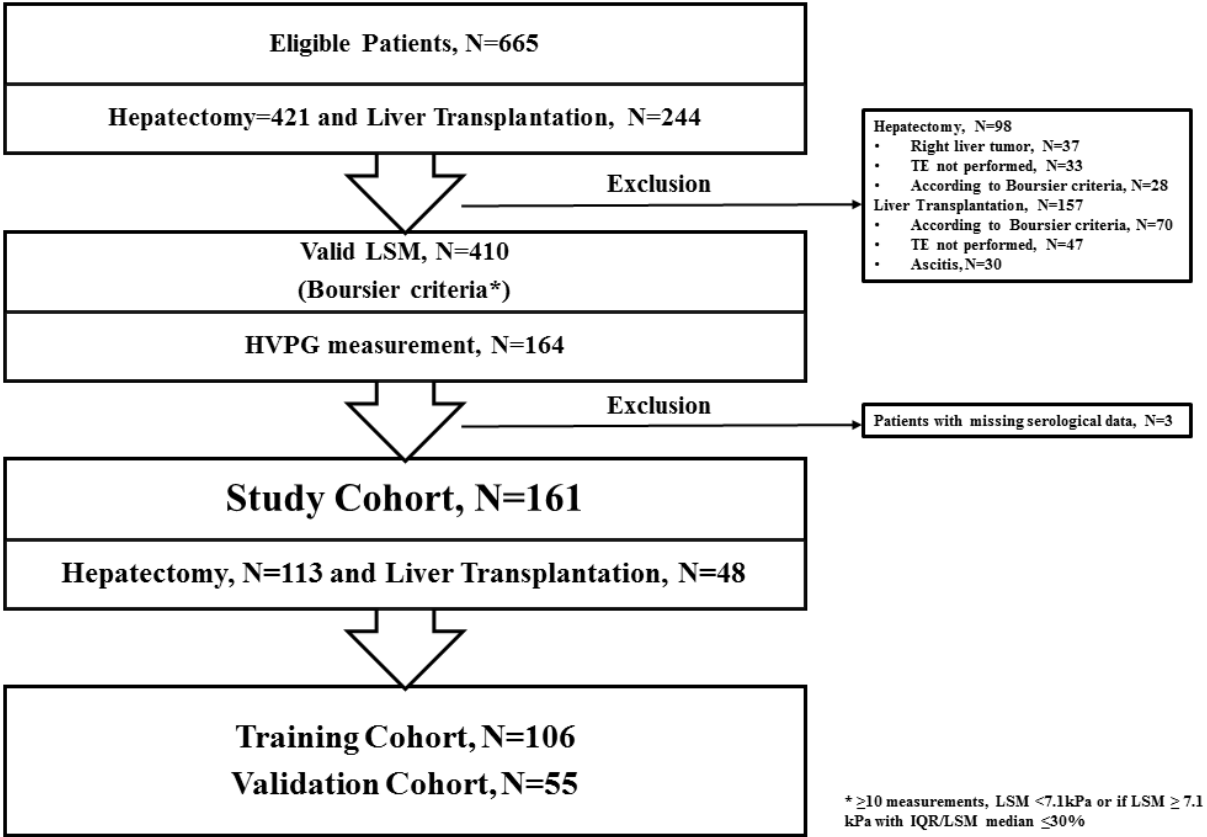 Eligible Patients, N=665
Hepatectomy=421 and Liver Transplantation, N=244
Exclusion
Hepatectomy, N=98
• Right liver tumor, N=37
• TE not performed, N=33
• According to Boursier criteria, N=28
Liver Transplantation, N=157
• According to Boursier criteria, N=70
• TE not performed, N=47
• Ascitis, N=30
Valid LSM, N=410
(Boursier criteria*)
HVPG measurement, N=164
Exclusion
Patients with missing serological data, N=3
Study Cohort, N=161
Hepatectomy, N=113 and Liver Transplantation, N=48
Training Cohort, N=106
Validation Cohort, N=55
* ≥10 measurements, LSM <7.1kPa or if LSM ≥ 7.1
kPa with IQR/LSM median ≤30%